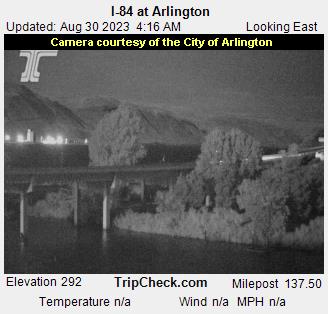 I-84 at Arlington
Updated: Aug 30 2023 4:16 AM Looking East
Camera courtesy of the City of Arlington
Elevation 292 TripCheck.com Milepost 137.50
Temperature n/a Wind n/a MPH n/a